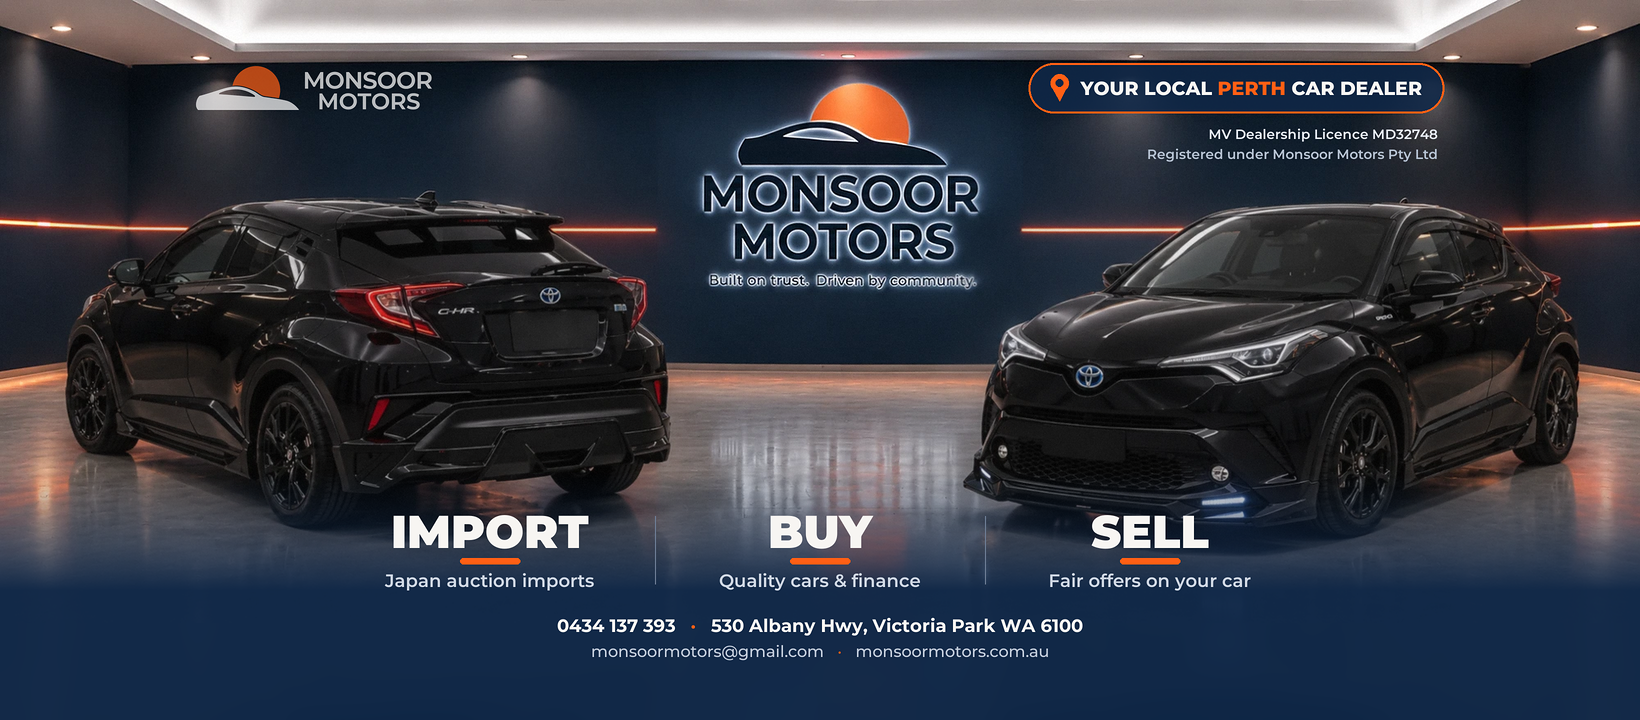 MONSOOR
MOTORS
YOUR LOCAL PERTH CAR DEALER
MV Dealership Licence MD32748
Registered under Monsoor Motors Pty Ltd
MONSOOR
MOTORS
Built on trust. Driven by community.
C-HR
IMPORT
BUY
SELL
Japan auction imports
Quality cars & finance
Fair offers on your car
0434 137 393 • 530 Albany Hwy, Victoria Park WA 6100
monsoormotors@gmail.com • monsoormotors.com.au